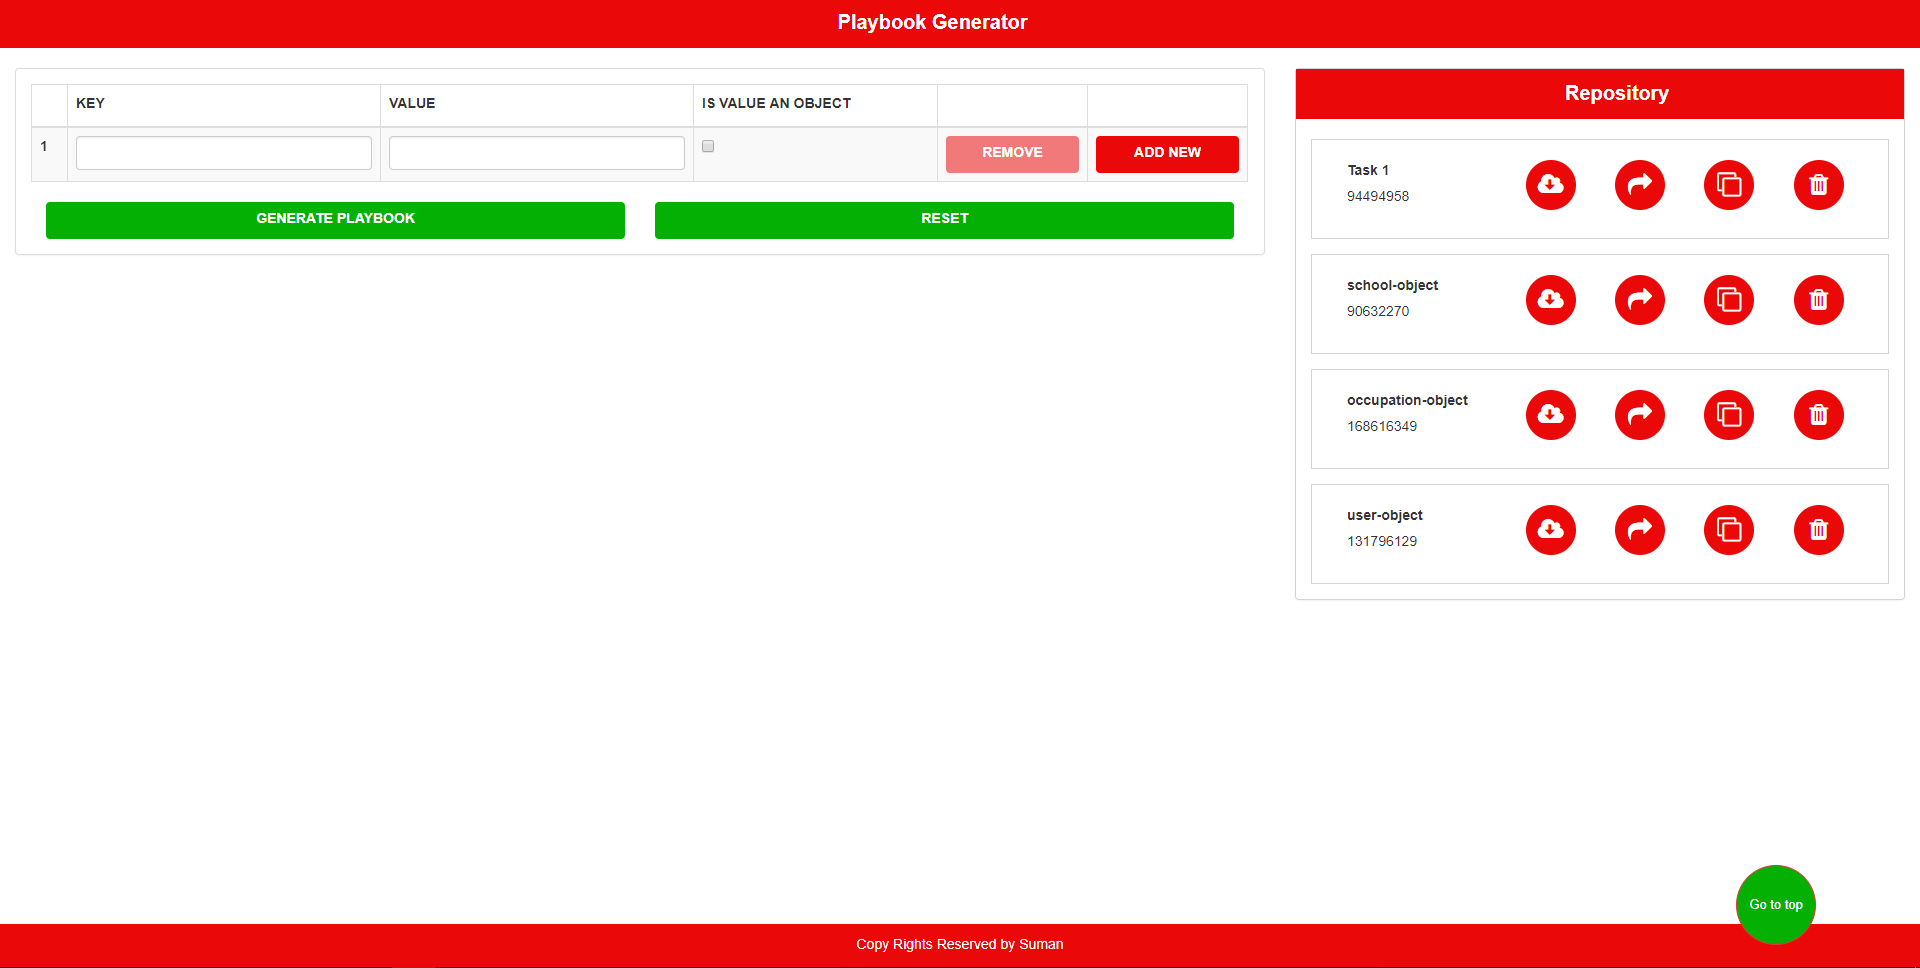 Playbook Generator
KEY VALUE IS VALUE AN OBJECT
1 REMOVE ADD NEW
GENERATE PLAYBOOK RESET
Repository
Task 1
94494958
school-object
90632270
occupation-object
168616349
user-object
131796129
Go to top
Copy Rights Reserved by Suman